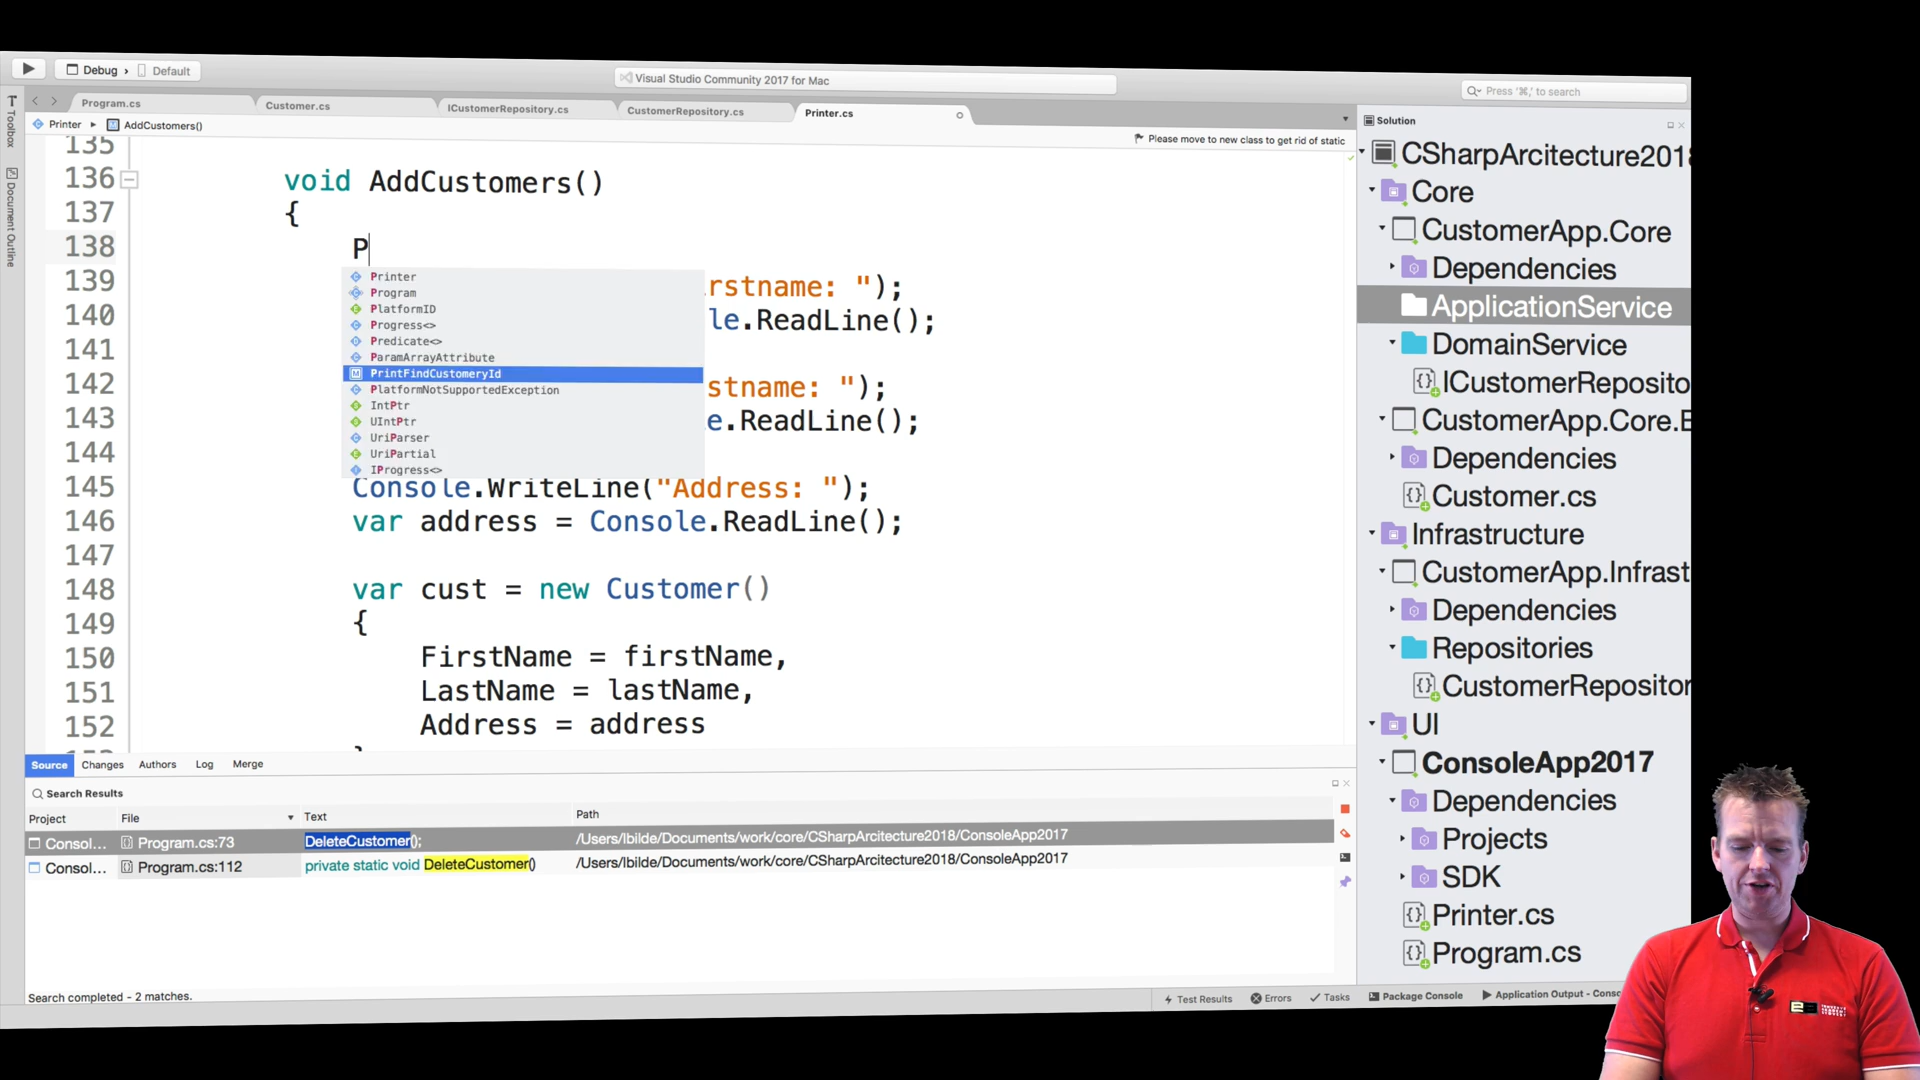 Debug › Default
Visual Studio Community 2017 for Mac
Press '⌘,' to search
Program.cs
Customer.cs
ICustomerRepository.cs
CustomerRepository.cs
Printer.cs
Printer
AddCustomers()
Please move to new class to get rid of static
Toolbox
Document Outline
135
136 void AddCustomers()
137 {
138 P
139 rstname: ");
140 le.ReadLine();
141
142 stname: ");
143 e.ReadLine();
144
145 Console.WriteLine("Address: ");
146 var address = Console.ReadLine();
147
148 var cust = new Customer()
149 {
150 FirstName = firstName,
151 LastName = lastName,
152 Address = address
Printer
Program
PlatformID
Progress<>
Predicate<>
ParamArrayAttribute
PrintFindCustomeryId
PlatformNotSupportedException
IntPtr
UIntPtr
UriParser
UriPartial
IProgress<>
Source Changes Authors Log Merge
Search Results
Project File Text Path
Consol... Program.cs:73 DeleteCustomer(); /Users/lbilde/Documents/work/core/CSharpArcitecture2018/ConsoleApp2017
Consol... Program.cs:112 private static void DeleteCustomer() /Users/lbilde/Documents/work/core/CSharpArcitecture2018/ConsoleApp2017
Search completed - 2 matches.
Test Results Errors Tasks Package Console Application Output - Consc
Solution
CSharpArcitecture201
Core
CustomerApp.Core
Dependencies
ApplicationService
DomainService
ICustomerReposito
CustomerApp.Core.E
Dependencies
Customer.cs
Infrastructure
CustomerApp.Infrast
Dependencies
Repositories
CustomerRepositor
UI
ConsoleApp2017
Dependencies
Projects
SDK
Printer.cs
Program.cs